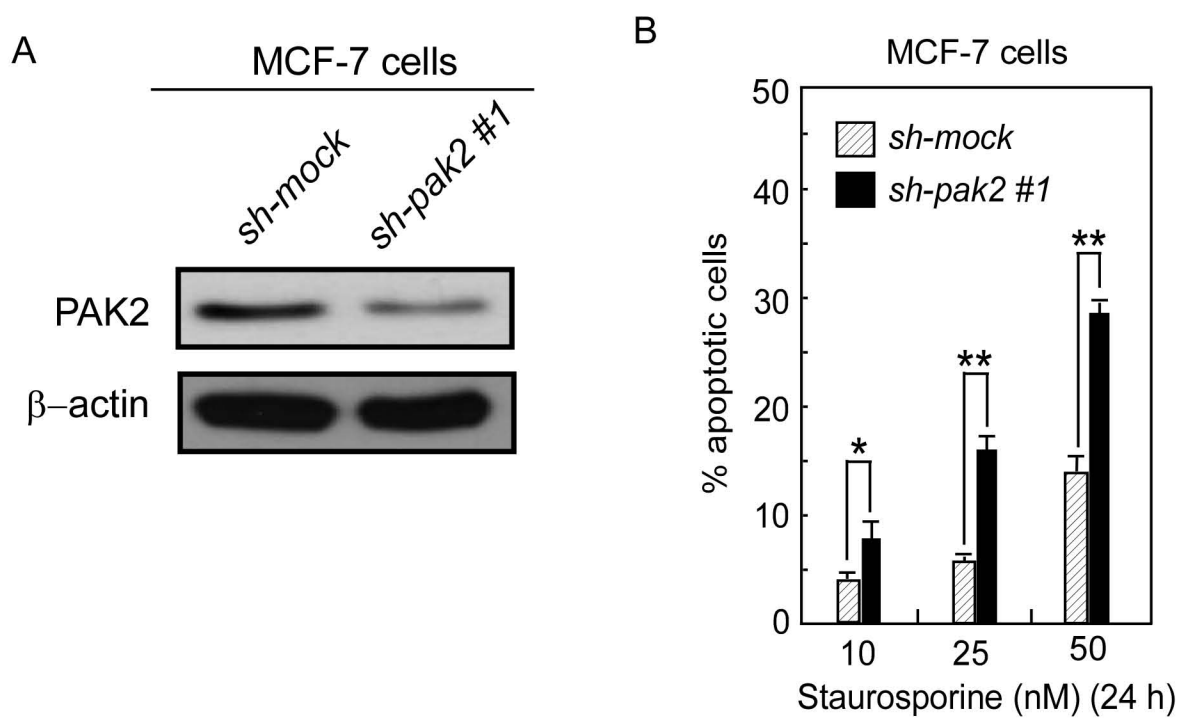 A
MCF-7 cells
sh-mock
sh-pak2 #1
PAK2
β–actin
B
MCF-7 cells
50
40
30
20
10
0
% apoptotic cells
sh-mock
sh-pak2 #1
*
**
**
10 25 50
Staurosporine (nM) (24 h)